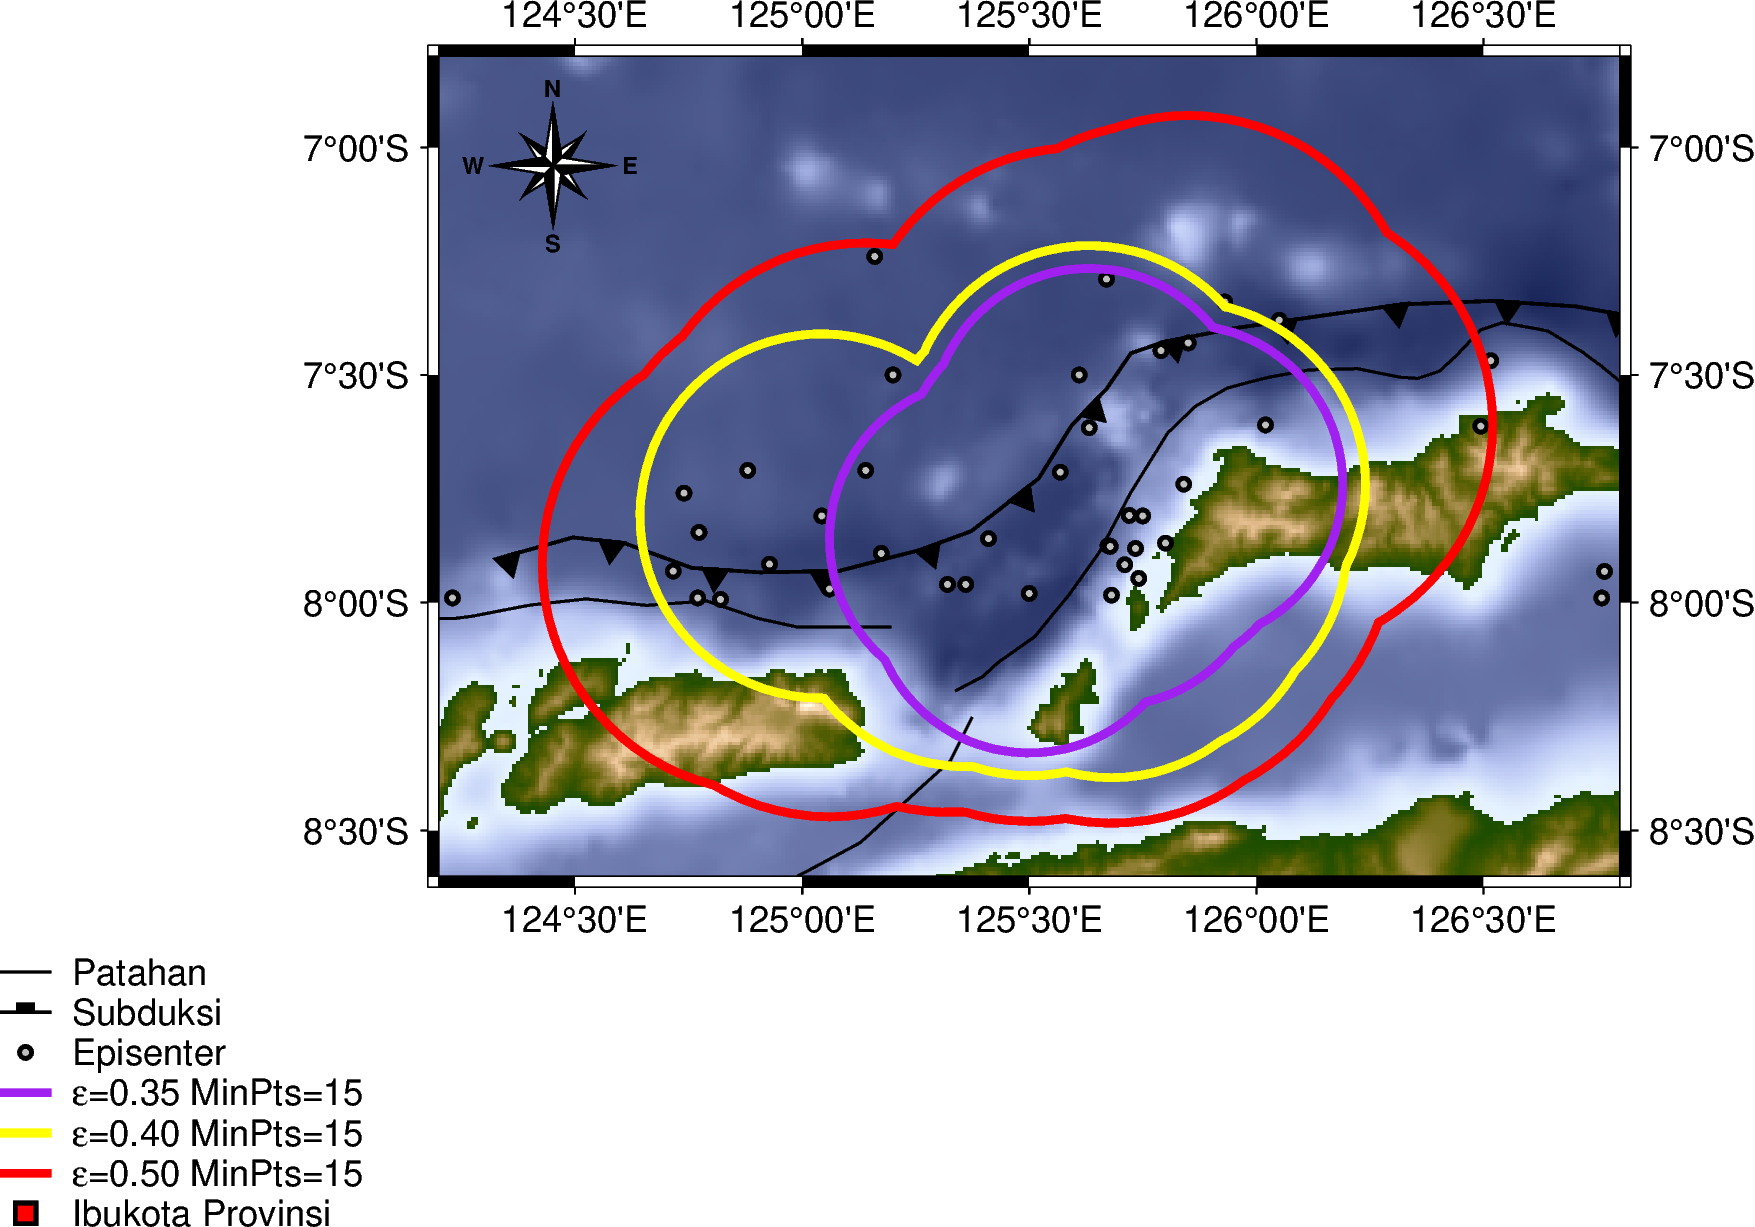 124°30'E 125°00'E 125°30'E 126°00'E 126°30'E
N
W E
S
7°00'S 7°00'S
7°30'S 7°30'S
8°00'S 8°00'S
8°30'S 8°30'S
124°30'E 125°00'E 125°30'E 126°00'E 126°30'E
Patahan
Subduksi
Episenter
ε=0.35 MinPts=15
ε=0.40 MinPts=15
ε=0.50 MinPts=15
Ibukota Provinsi